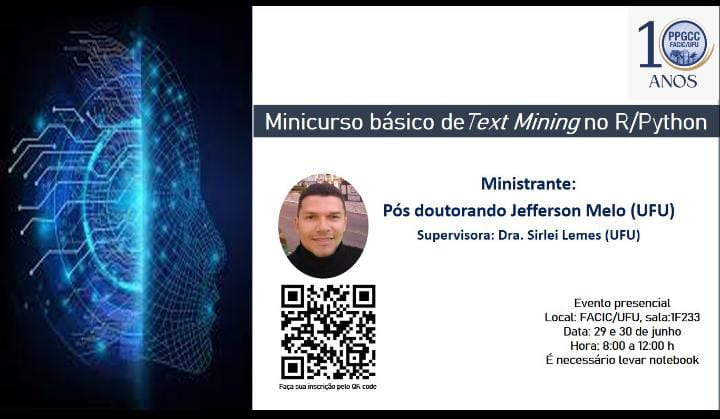 10
PPGCC
FACIC/UFU
ANOS
Minicurso básico de Text Mining no R/Python
Ministrante:
Pós doutorando Jefferson Melo (UFU)
Supervisora: Dra. Sirlei Lemes (UFU)
Faça sua inscrição pelo QR code
Evento presencial
Local: FACIC/UFU, sala:1F233
Data: 29 e 30 de junho
Hora: 8:00 a 12:00 h
É necessário levar notebook